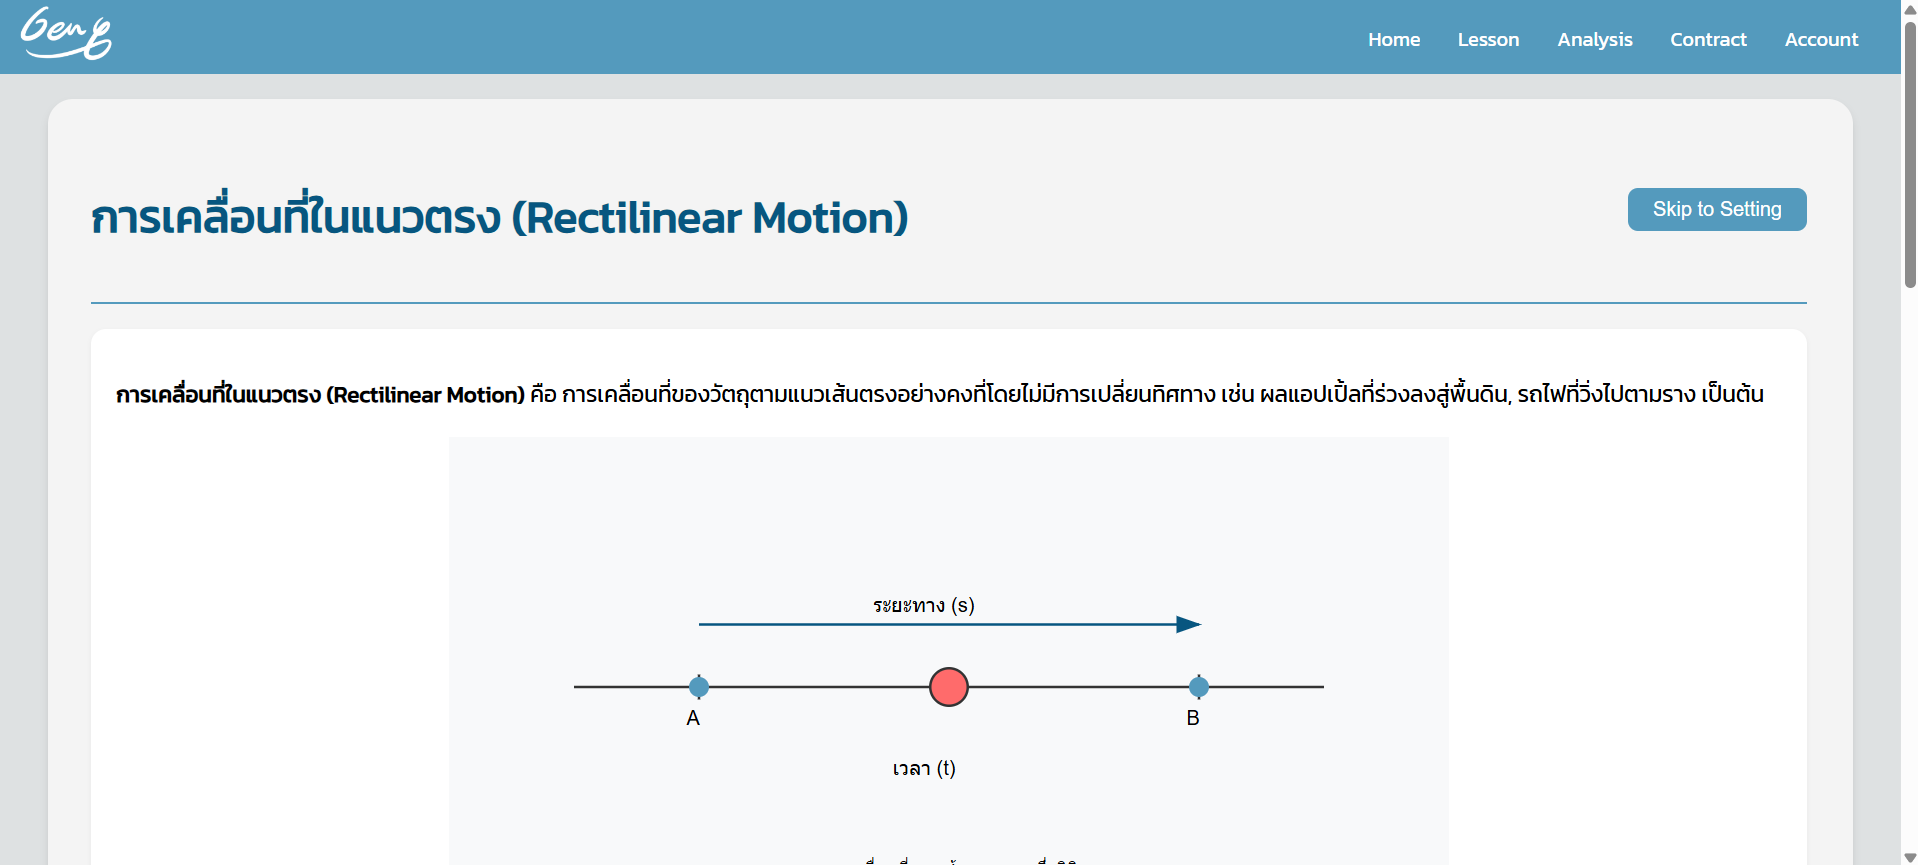 Home Lesson Analysis Contract Account
การเคลื่อนที่ในแนวตรง (Rectilinear Motion)
Skip to Setting
การเคลื่อนที่ในแนวตรง (Rectilinear Motion) คือ การเคลื่อนที่ของวัตถุตามแนวเส้นตรงอย่างคงที่โดยไม่มีการเปลี่ยนทิศทาง เช่น ผลแอปเปิ้ลที่ร่วงลงสู่พื้นดิน, รถไฟที่วิ่งไปตามราง เป็นต้น
ระยะทาง (s)
A B
เวลา (t)